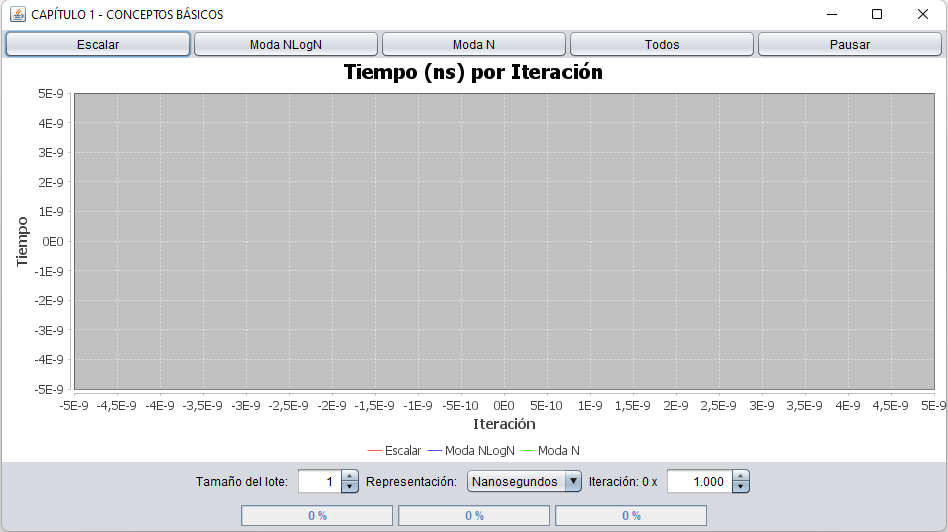 CAPÍTULO 1 - CONCEPTOS BÁSICOS
Escalar Moda NLogN Moda N Todos Pausar
Tiempo (ns) por Iteración
5E-9
4E-9
3E-9
2E-9
1E-9
0E0
-1E-9
-2E-9
-3E-9
-4E-9
-5E-9
Tiempo
-5E-9 -4,5E-9 -4E-9 -3,5E-9 -3E-9 -2,5E-9 -2E-9 -1,5E-9 -1E-9 -5E-10 0E0 5E-10 1E-9 1,5E-9 2E-9 2,5E-9 3E-9 3,5E-9 4E-9 4,5E-9 5E-9
Iteración
Escalar Moda NLogN Moda N
Tamaño del lote: 1 Representación: Nanosegundos Iteración: 0 x 1.000
0 % 0 % 0 %